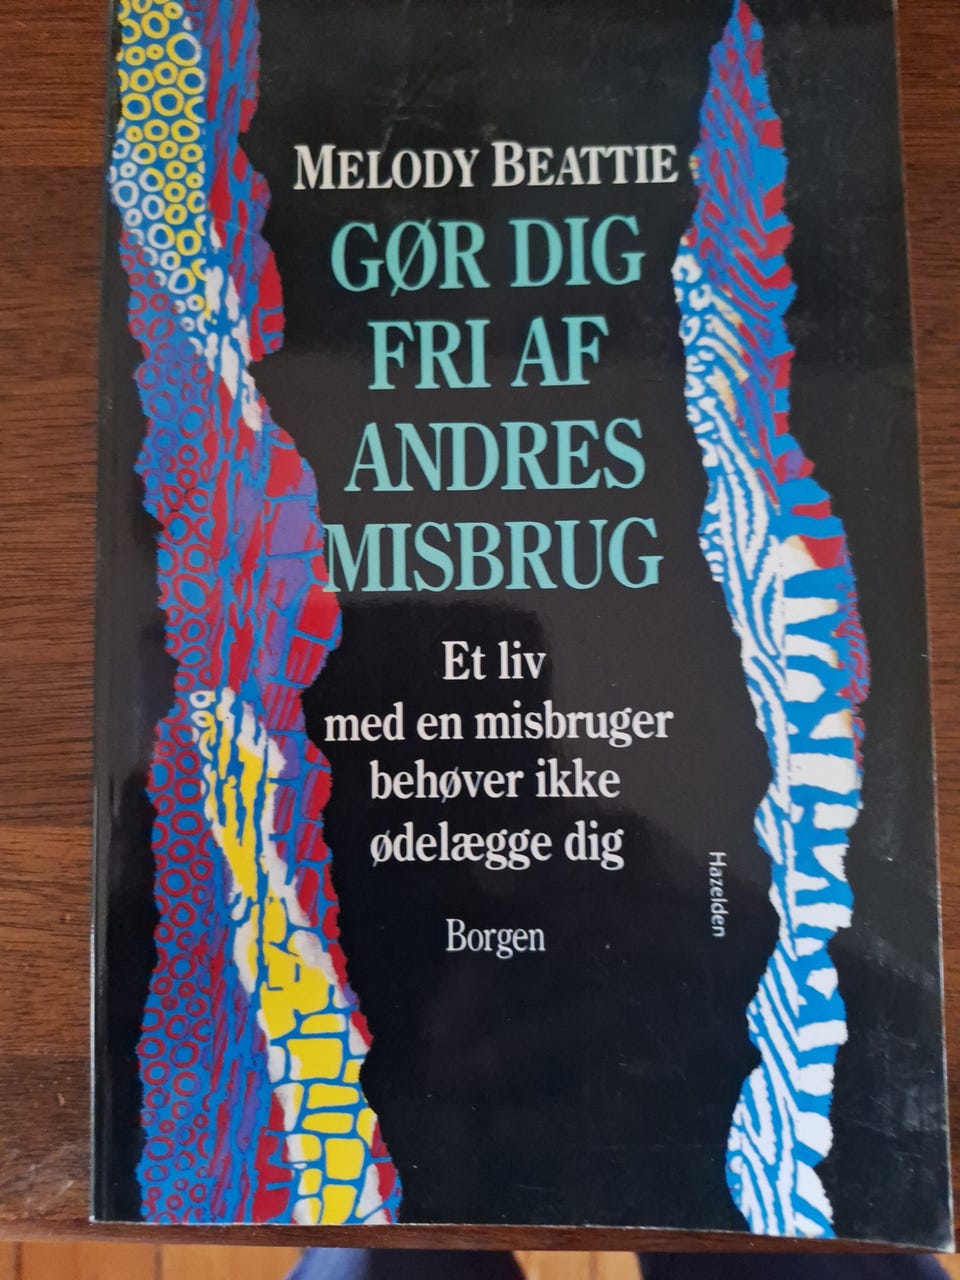 MELODY BEATTIE
GØR DIG
FRI AF
ANDRES
MISBRUG
Et liv
med en misbruger
behøver ikke
ødelægge dig
Hazelden
Borgen